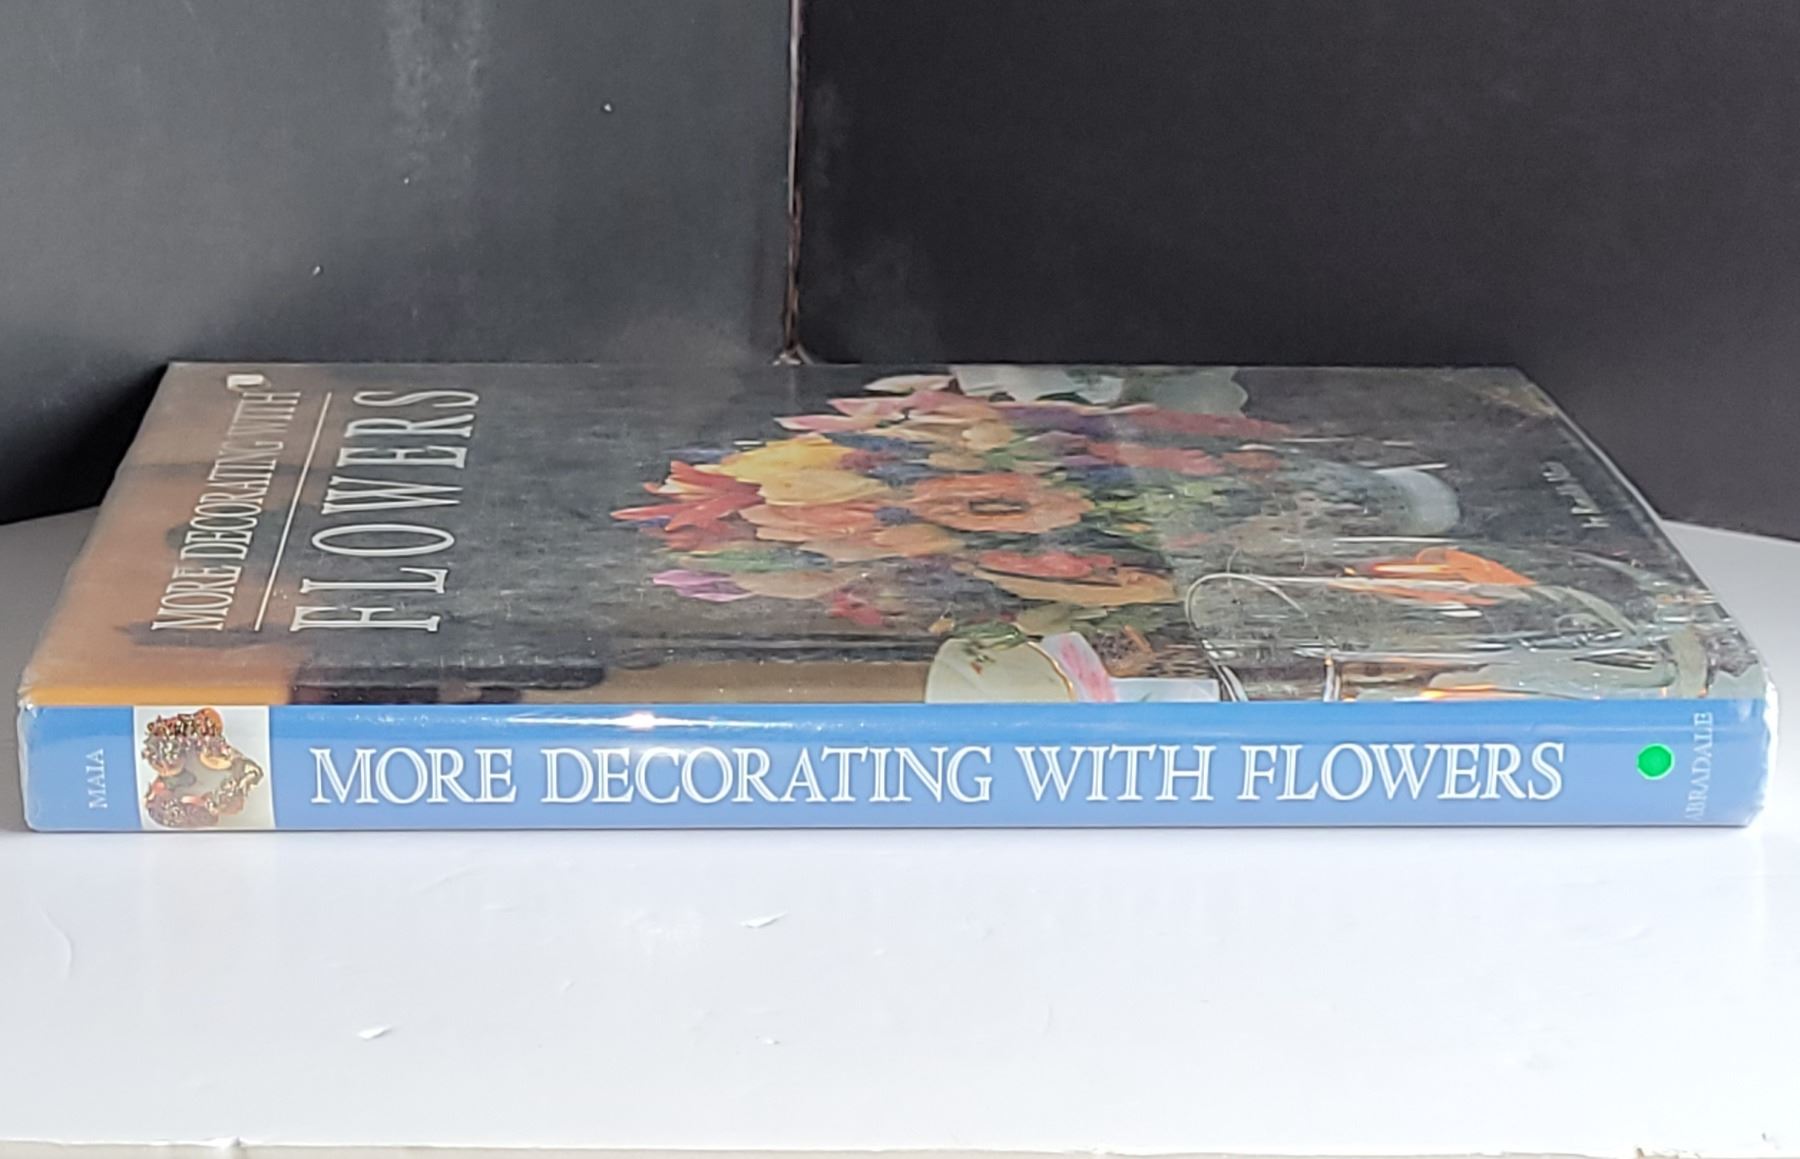 MORE DECORATING WITH
FLOWERS
MAIA
MORE DECORATING WITH FLOWERS
ABRADALE